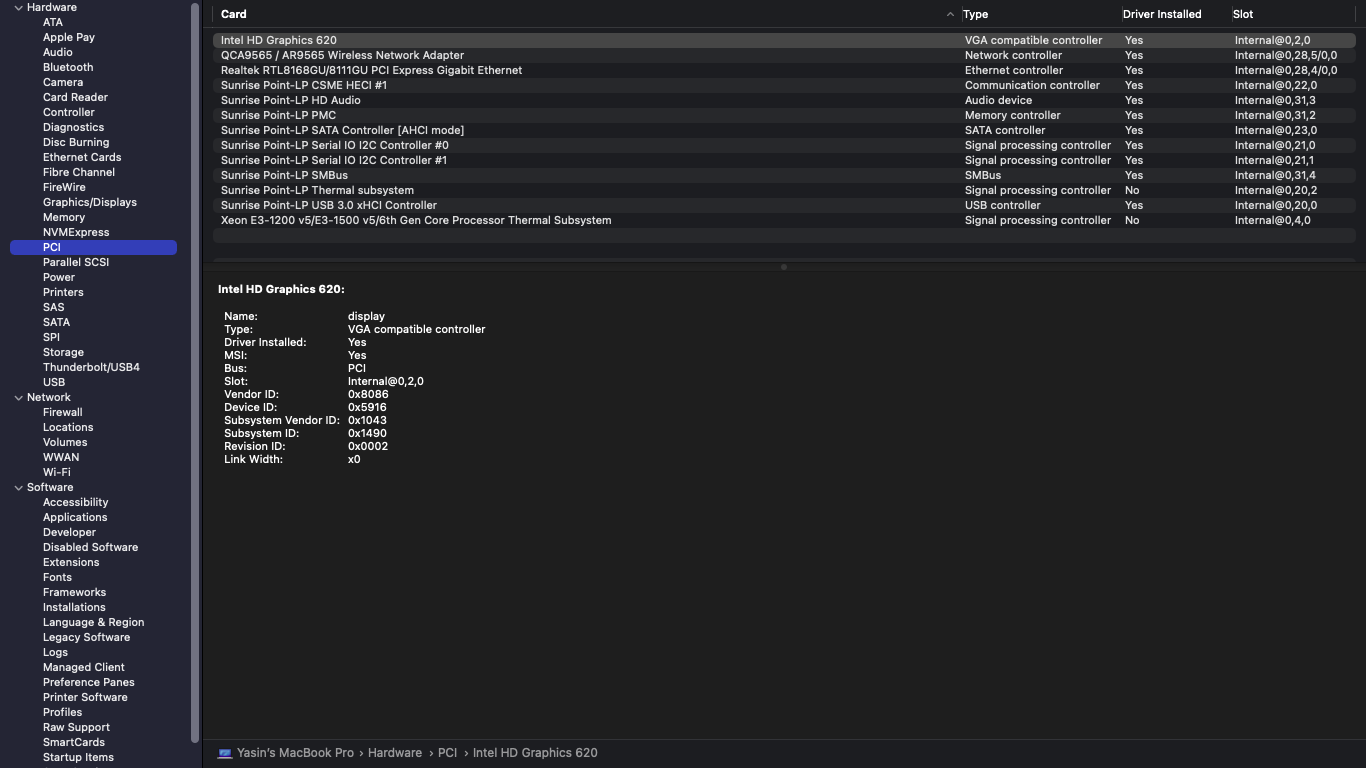 Hardware
ATA
Apple Pay
Audio
Bluetooth
Camera
Card Reader
Controller
Diagnostics
Disc Burning
Ethernet Cards
Fibre Channel
FireWire
Graphics/Displays
Memory
NVMExpress
PCI
Parallel SCSI
Power
Printers
SAS
SATA
SPI
Storage
Thunderbolt/USB4
USB
Network
Firewall
Locations
Volumes
WWAN
Wi-Fi
Software
Accessibility
Applications
Developer
Disabled Software
Extensions
Fonts
Frameworks
Installations
Language & Region
Legacy Software
Logs
Managed Client
Preference Panes
Printer Software
Profiles
Raw Support
SmartCards
Startup Items
Card Type Driver Installed Slot
Intel HD Graphics 620 VGA compatible controller Yes Internal@0,2,0
QCA9565 / AR9565 Wireless Network Adapter Network controller Yes Internal@0,28,5/0,0
Realtek RTL8168GU/8111GU PCI Express Gigabit Ethernet Ethernet controller Yes Internal@0,28,4/0,0
Sunrise Point-LP CSME HECI #1 Communication controller Yes Internal@0,22,0
Sunrise Point-LP HD Audio Audio device Yes Internal@0,31,3
Sunrise Point-LP PMC Memory controller Yes Internal@0,31,2
Sunrise Point-LP SATA Controller [AHCI mode] SATA controller Yes Internal@0,23,0
Sunrise Point-LP Serial IO I2C Controller #0 Signal processing controller Yes Internal@0,21,0
Sunrise Point-LP Serial IO I2C Controller #1 Signal processing controller Yes Internal@0,21,1
Sunrise Point-LP SMBus SMBus Yes Internal@0,31,4
Sunrise Point-LP Thermal subsystem Signal processing controller No Internal@0,20,2
Sunrise Point-LP USB 3.0 xHCI Controller USB controller Yes Internal@0,20,0
Xeon E3-1200 v5/E3-1500 v5/6th Gen Core Processor Thermal Subsystem Signal processing controller No Internal@0,4,0
Intel HD Graphics 620:
Name: display
Type: VGA compatible controller
Driver Installed: Yes
MSI: Yes
Bus: PCI
Slot: Internal@0,2,0
Vendor ID: 0x8086
Device ID: 0x5916
Subsystem Vendor ID: 0x1043
Subsystem ID: 0x1490
Revision ID: 0x0002
Link Width: x0
Yasin's MacBook Pro › Hardware › PCI › Intel HD Graphics 620